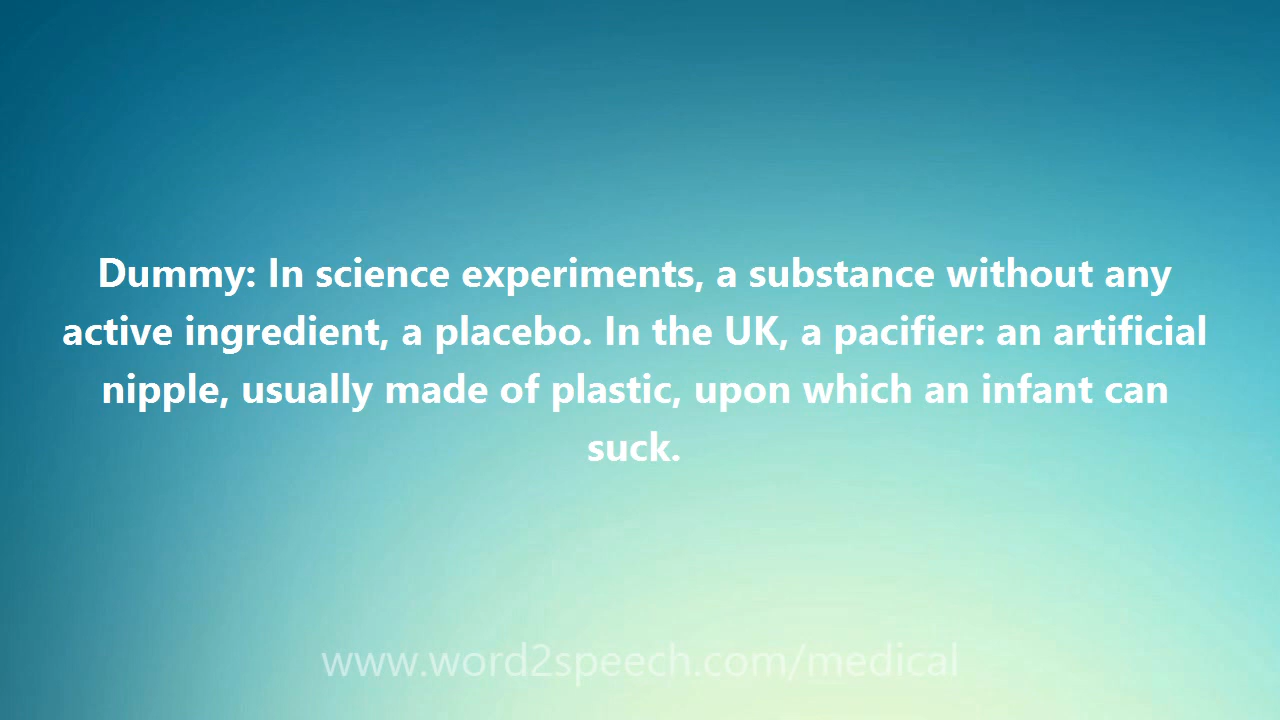 Dummy: In science experiments, a substance without any
active ingredient, a placebo. In the UK, a pacifier: an artificial
nipple, usually made of plastic, upon which an infant can
suck.
www.word2speech.com/medical